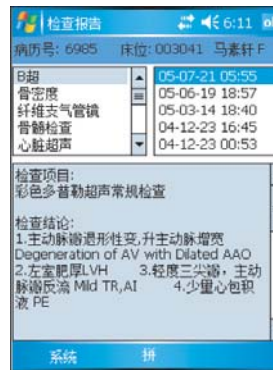 检查报告 6:11
病历号: 6985 床位: 003041 马素轩 F
B超
骨密度
纤维支气管镜
骨骼检查
心脏超声
05-07-21 05:55
05-06-19 18:57
05-03-14 18:40
04-12-23 16:45
04-12-23 00:53
检查项目:
彩色多普勒超声常规检查
检查结论:
1.主动脉瓣退形性变,升主动脉增宽
Degeneration of AV with Dilated AAO
2.左室肥厚LVH 3.轻度三尖瓣，主动
脉瓣反流 Mild TR,AI 4.少量心包积
液 PE
系统 拼